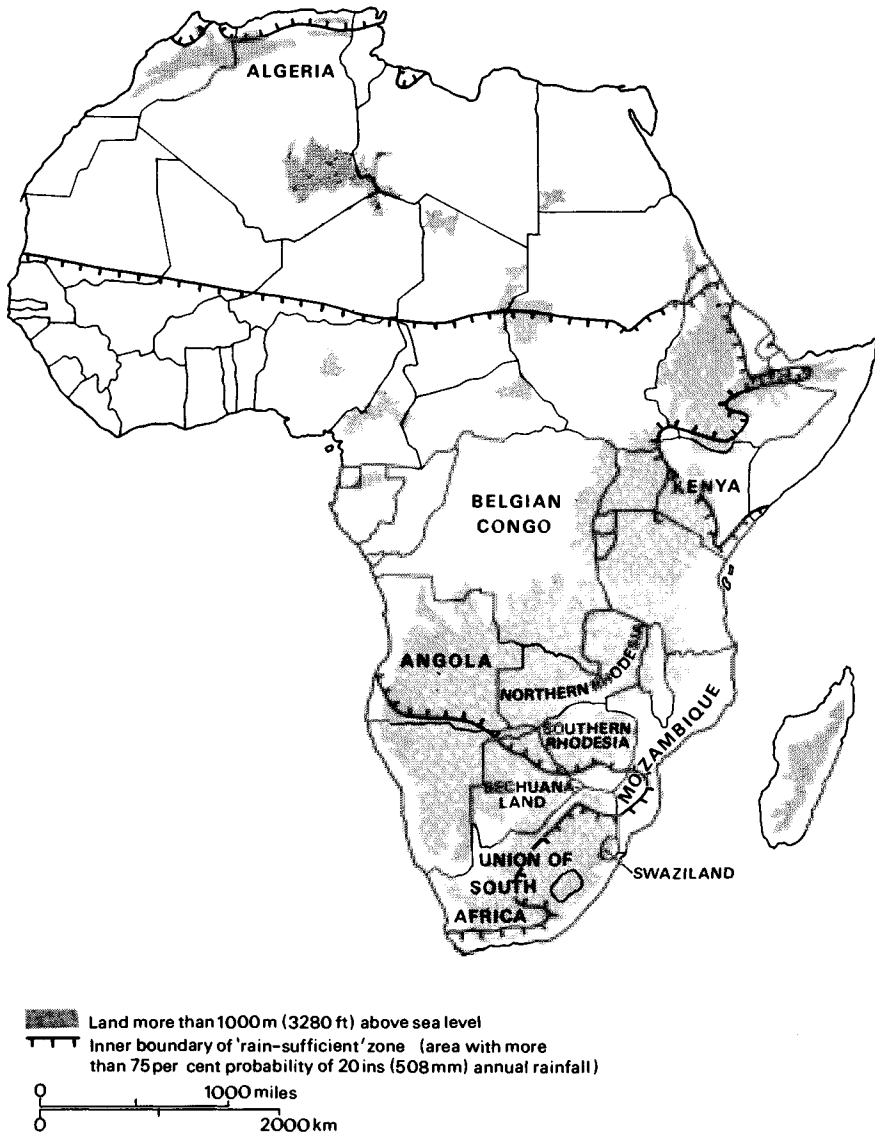 ALGERIA
KENYA
BELGIAN
CONGO
ANGOLA
NORTHERN RHODESIA
SOUTHERN
RHODESIA
MOZAMBIQUE
BECHUANA-
LAND
UNION OF
SOUTH
AFRICA
SWAZILAND
Land more than 1000m (3280 ft) above sea level
Inner boundary of 'rain-sufficient' zone (area with more
than 75 per cent probability of 20 ins (508 mm) annual rainfall)
0 1000 miles
0 2000 km